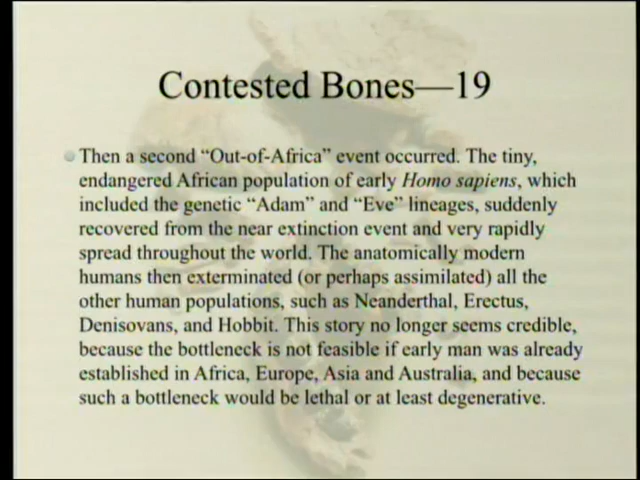 Contested Bones—19
Then a second “Out-of-Africa” event occurred. The tiny,
endangered African population of early Homo sapiens, which
included the genetic “Adam” and “Eve” lineages, suddenly
recovered from the near extinction event and very rapidly
spread throughout the world. The anatomically modern
humans then exterminated (or perhaps assimilated) all the
other human populations, such as Neanderthal, Erectus,
Denisovans, and Hobbit. This story no longer seems credible,
because the bottleneck is not feasible if early man was already
established in Africa, Europe, Asia and Australia, and because
such a bottleneck would be lethal or at least degenerative.